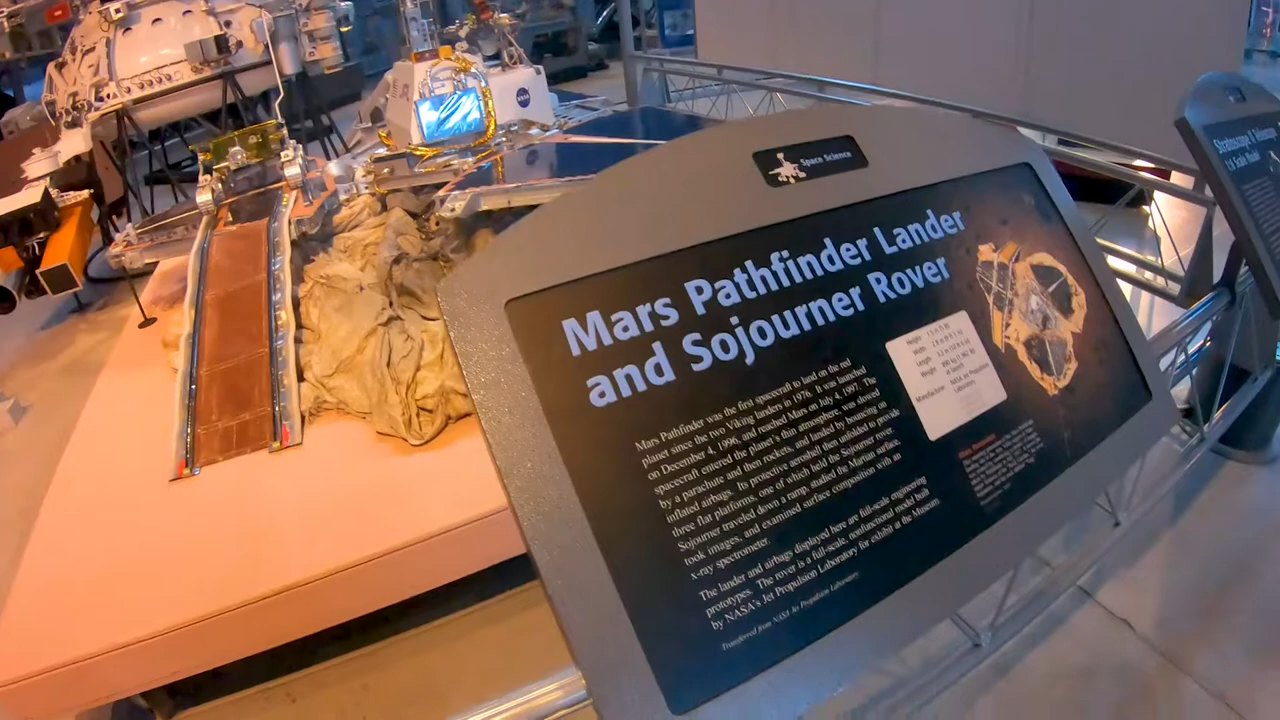 Space Science
Mars Pathfinder Lander
and Sojourner Rover
Mars Pathfinder was the first spacecraft to land on the red
planet since the two Viking landers in 1976. It was launched
on December 4, 1996, and reached Mars on July 4, 1997. The
spacecraft entered the planet's thin atmosphere, was slowed
by a parachute and then rockets, and landed by bouncing on
inflated airbags. Its protective aeroshell then unfolded to provide
three flat platforms, one of which held the Sojourner rover.
Sojourner traveled down a ramp, studied the Martian surface,
took images, and examined surface composition with an
x-ray spectrometer.
The lander and airbags displayed here are full-scale engineering
prototypes. The rover is a full-scale, nonfunctional model built
by NASA's Jet Propulsion Laboratory for exhibit at the Museum.
Transferred from NASA Jet Propulsion Laboratory
Height:
Width:
Length:
Weight:
at launch
Manufacturer: NASA Jet Propulsion
Laboratory
NASA